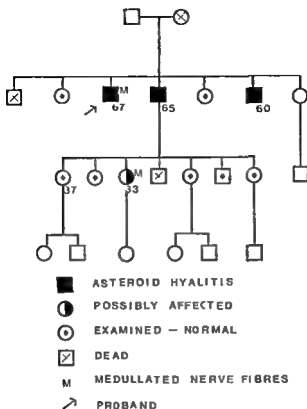 M
67
65
60
M
37
33
ASTEROID HYALITIS
POSSIBLY AFFECTED
EXAMINED — NORMAL
DEAD
M MEDULLATED NERVE FIBRES
PROBAND